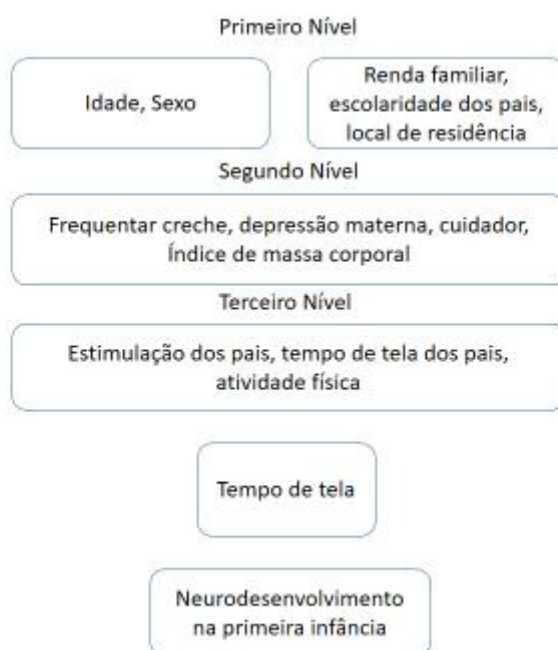 Primeiro Nível
Idade, Sexo
Renda familiar,
escolaridade dos pais,
local de residência
Segundo Nível
Frequentar creche, depressão materna, cuidador,
Índice de massa corporal
Terceiro Nível
Estimulação dos pais, tempo de tela dos pais,
atividade física
Tempo de tela
Neurodesenvolvimento
na primeira infância